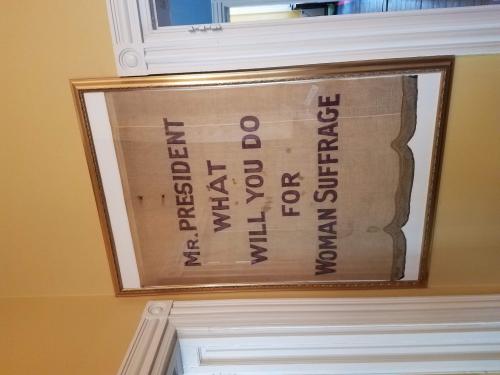 MR. PRESIDENT
WHAT
WILL YOU DO
FOR
WOMAN SUFFRAGE